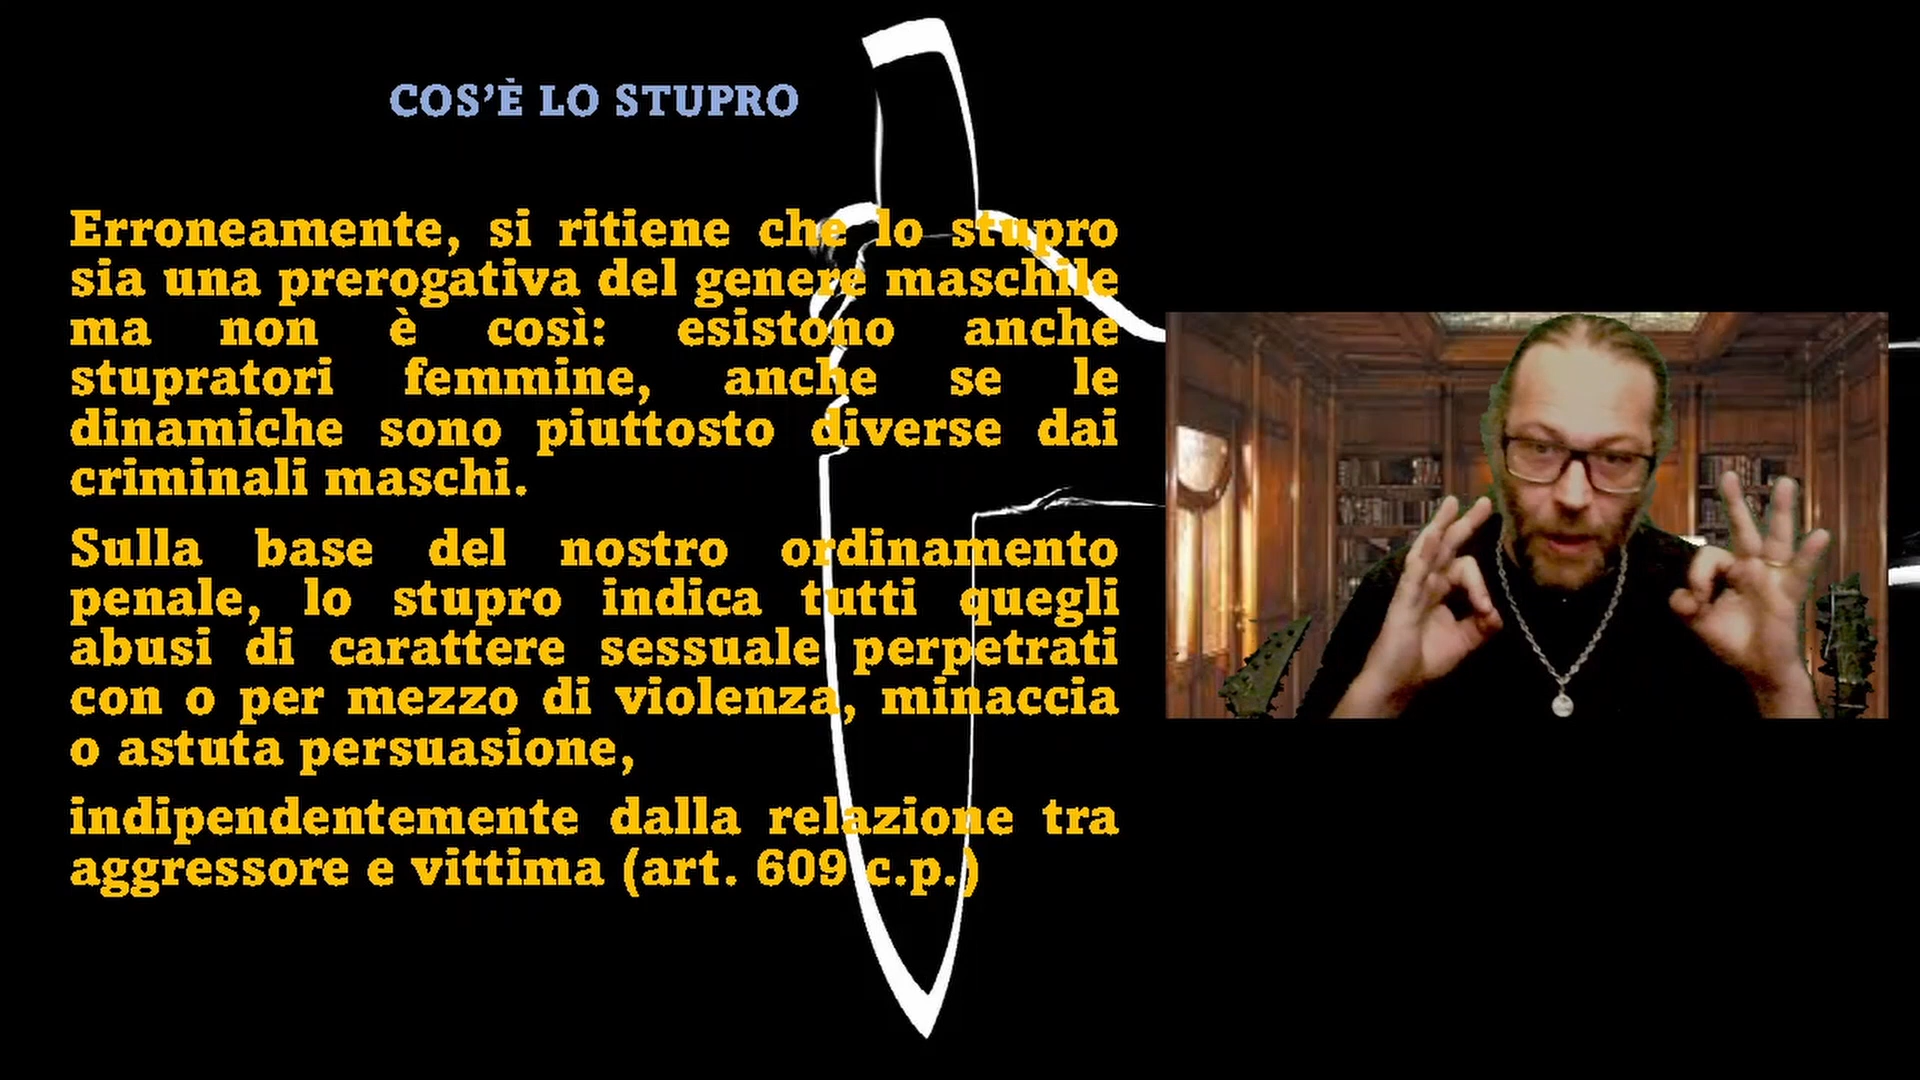 COS'È LO STUPRO
Erroneamente, si ritiene che lo stupro
sia una prerogativa del genere maschile
ma non è così: esistono anche
stupratori femmine, anche se le
dinamiche sono piuttosto diverse dai
criminali maschi.
Sulla base del nostro ordinamento
penale, lo stupro indica tutti quegli
abusi di carattere sessuale perpetrati
con o per mezzo di violenza, minaccia
o astuta persuasione,
indipendentemente dalla relazione tra
aggressore e vittima (art. 609 c.p.)